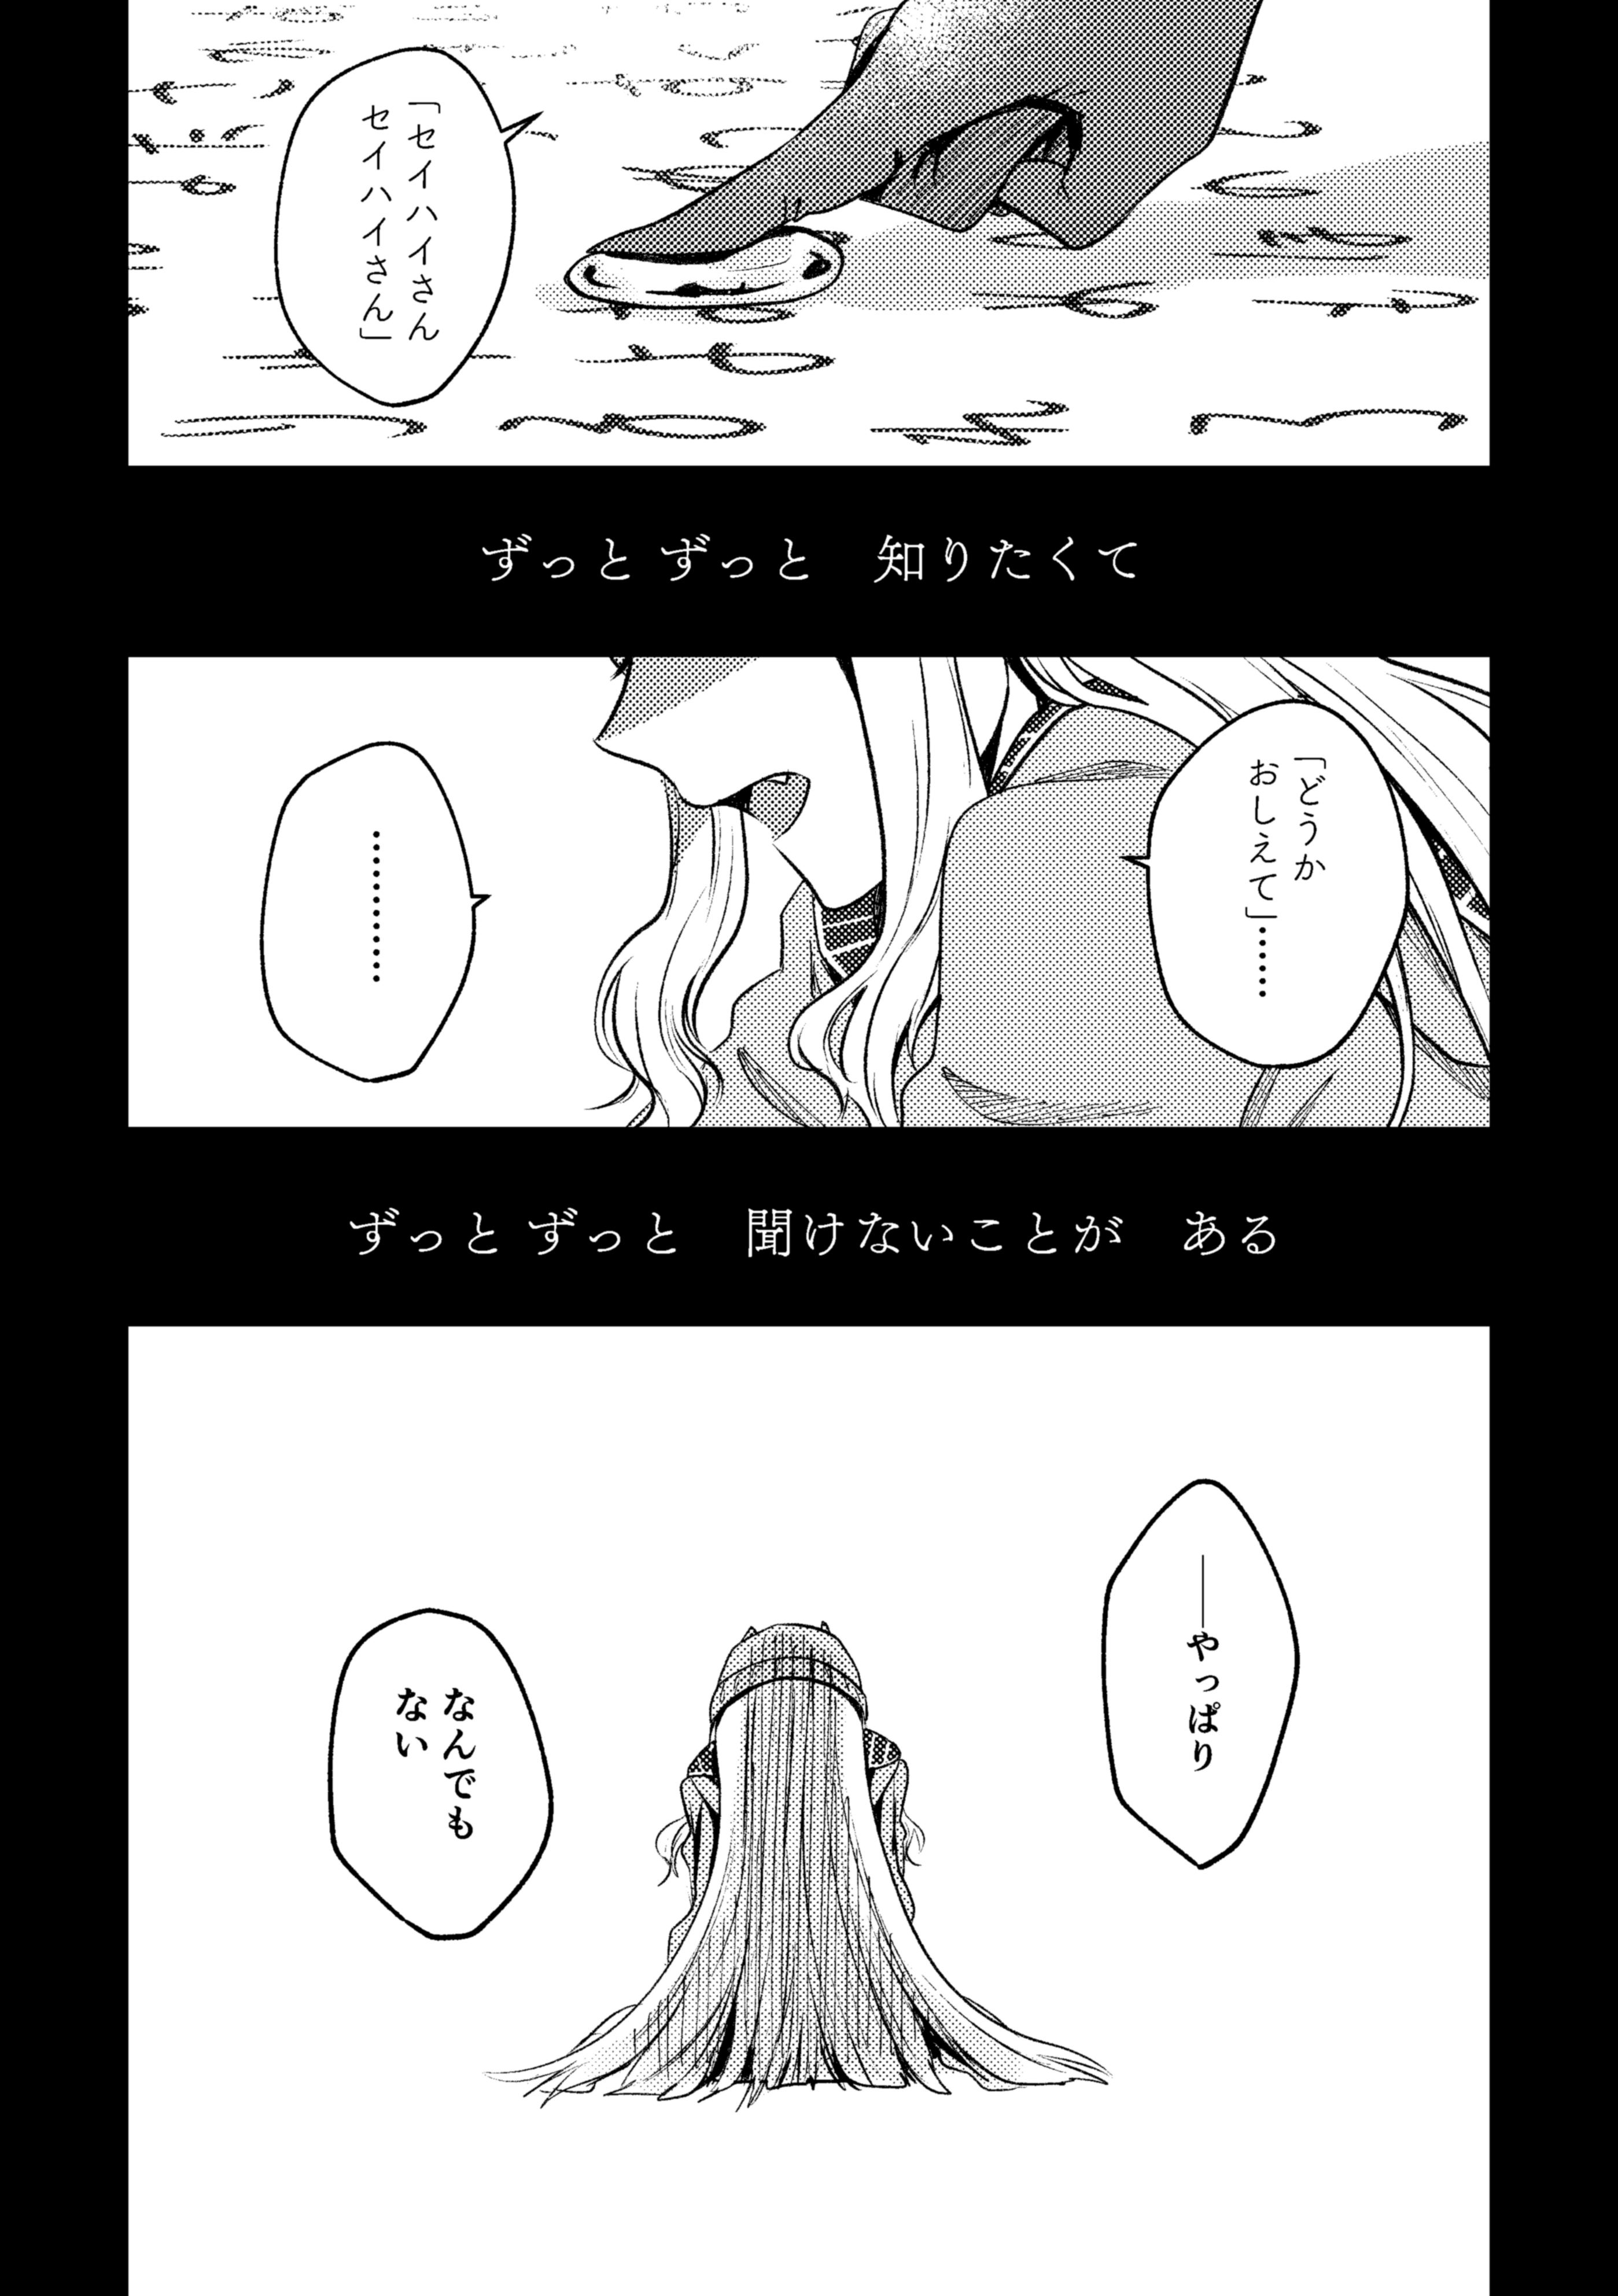 「セイハイさん
セイハイさん」
ずっと ずっと　知りたくて
「どうか
おしえて」……
…………
ずっと ずっと　聞けないことが　ある
――やっぱり
なんでも
ない